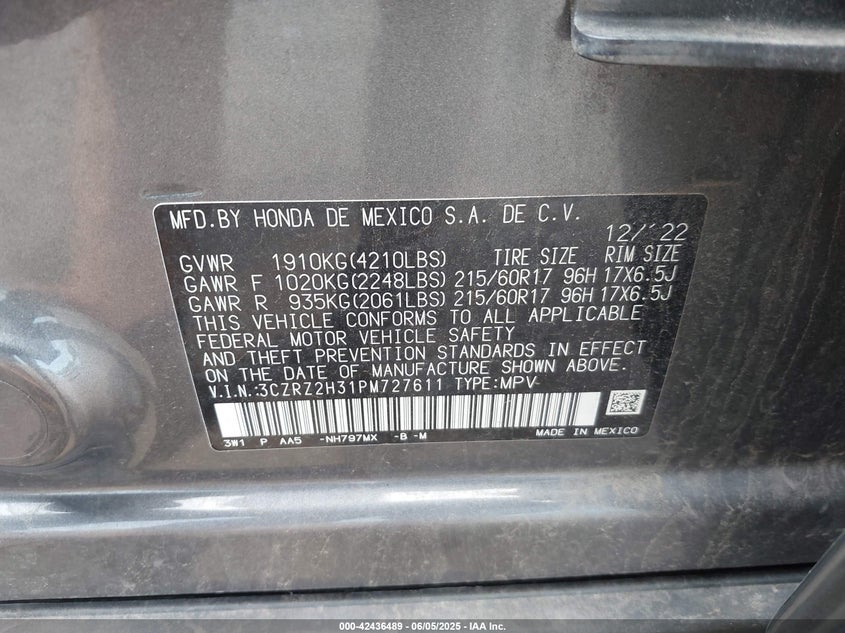 MFD.BY HONDA DE MEXICO S.A. DE C.V.
12/'22
GVWR 1910KG(4210LBS) TIRE SIZE RIM SIZE
GAWR F 1020KG(2248LBS) 215/60R17 96H 17X6.5J
GAWR R 935KG(2061LBS) 215/60R17 96H 17X6.5J
THIS VEHICLE CONFORMS TO ALL APPLICABLE
FEDERAL MOTOR VEHICLE SAFETY
AND THEFT PREVENTION STANDARDS IN EFFECT
ON THE DATE OF MANUFACTURE SHOWN ABOVE.
V.I.N.:3CZRZ2H31PM727611 TYPE:MPV
3W1 P AA5 -NH797MX -B -M MADE IN MEXICO
000-42436489 - 06/05/2025 - IAA Inc.